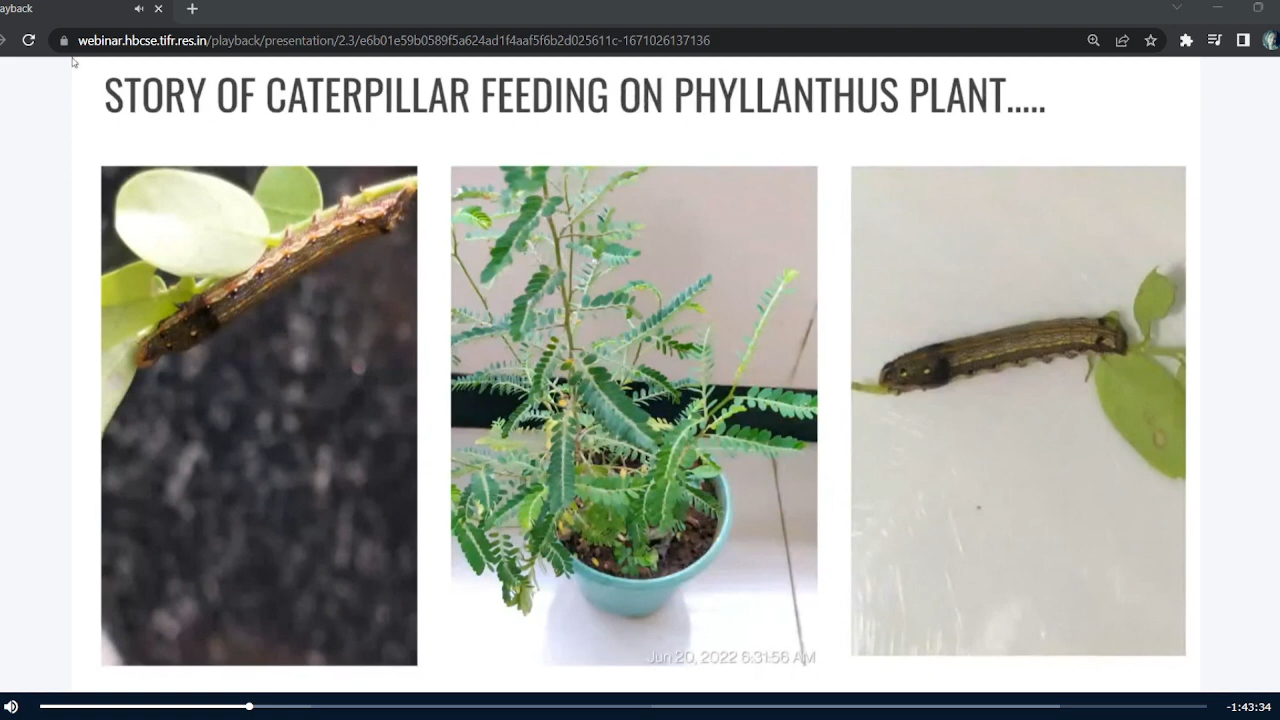 ayback
webinar.hbcse.tifr.res.in/playback/presentation/2.3/e6b01e59b0589f5a624ad1f4aaf5f6b2d025611c-1671026137136
STORY OF CATERPILLAR FEEDING ON PHYLLANTHUS PLANT.....
Jun 20, 2022 6:31:56 AM
-1:43:34